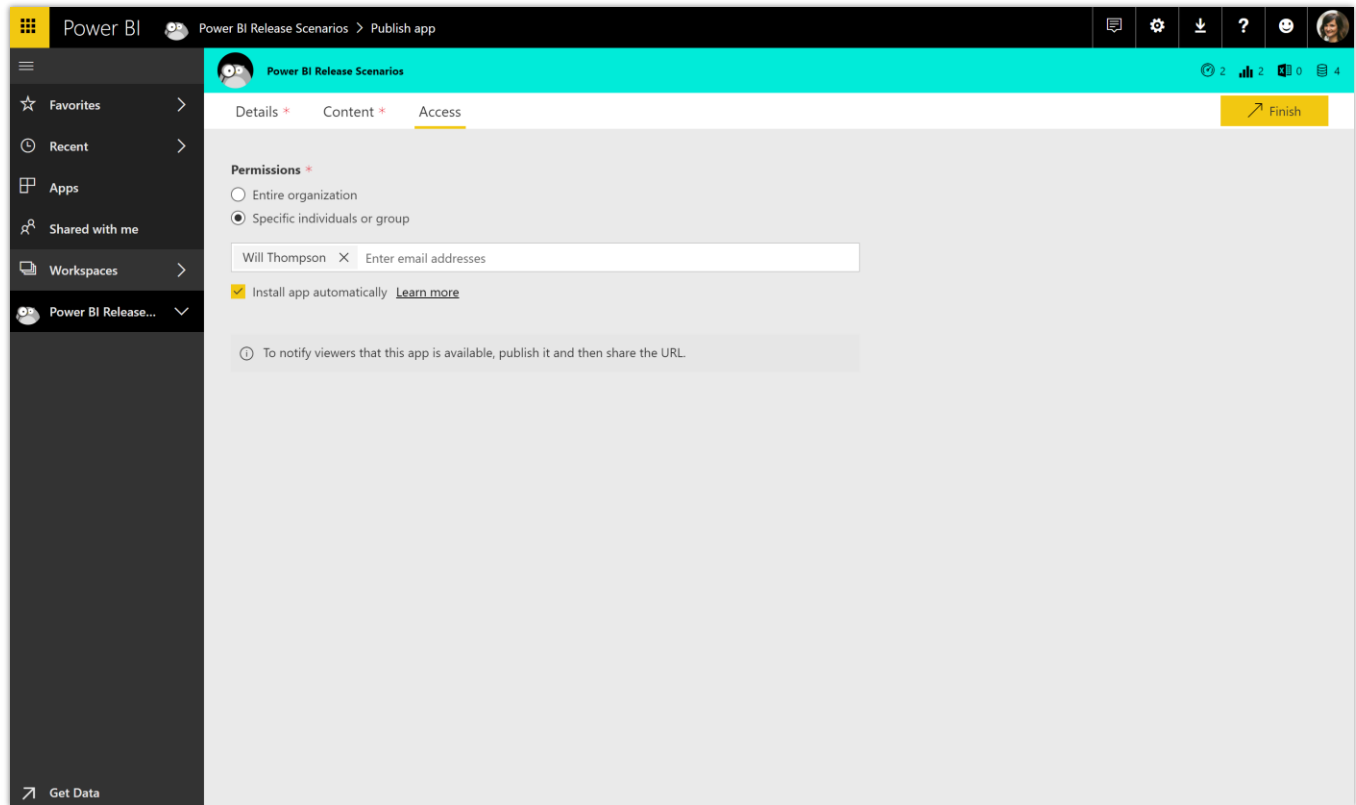 Power BI Power BI Release Scenarios > Publish app ?
Power BI Release Scenarios 2 2 0 4
Favorites
Details * Content * Access Finish
Recent
Permissions *
Entire organization
Apps
Specific individuals or group
Shared with me
Will Thompson X Enter email addresses
Workspaces
Install app automatically Learn more
Power BI Release...
To notify viewers that this app is available, publish it and then share the URL.
Get Data